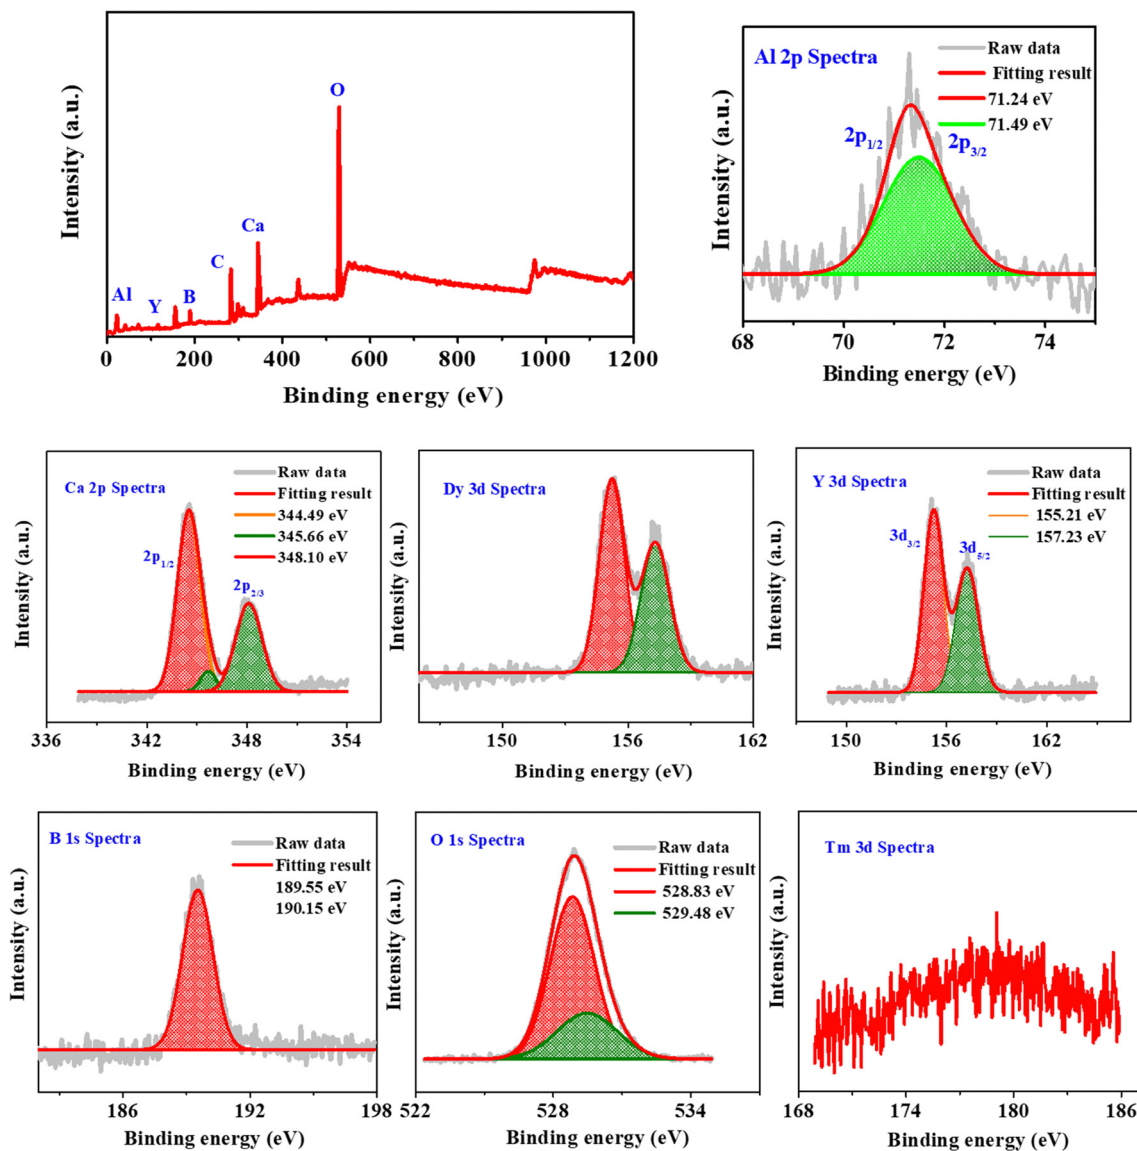 Intensity (a.u.)
O
Ca
C
Al
Y
B
0
200
400
600
800
1000
1200
Binding energy (eV)
Intensity (a.u.)
Al 2p Spectra
Raw data
Fitting result
71.24 eV
71.49 eV
2p1/2
2p3/2
68
70
72
74
Binding energy (eV)
Intensity (a.u.)
Ca 2p Spectra
Raw data
Fitting result
344.49 eV
345.66 eV
348.10 eV
2p1/2
2p2/3
336
342
348
354
Binding energy (eV)
Intensity (a.u.)
Dy 3d Spectra
150
156
162
Binding energy (eV)
Intensity (a.u.)
Y 3d Spectra
Raw data
Fitting result
155.21 eV
157.23 eV
3d3/2
3d5/2
150
156
162
Binding energy (eV)
Intensity (a.u.)
B 1s Spectra
Raw data
Fitting result
189.55 eV
190.15 eV
186
192
198
Binding energy (eV)
Intensity (a.u.)
O 1s Spectra
Raw data
Fitting result
528.83 eV
529.48 eV
522
528
534
Binding energy (eV)
Intensity (a.u.)
Tm 3d Spectra
168
174
180
186
Binding energy (eV)